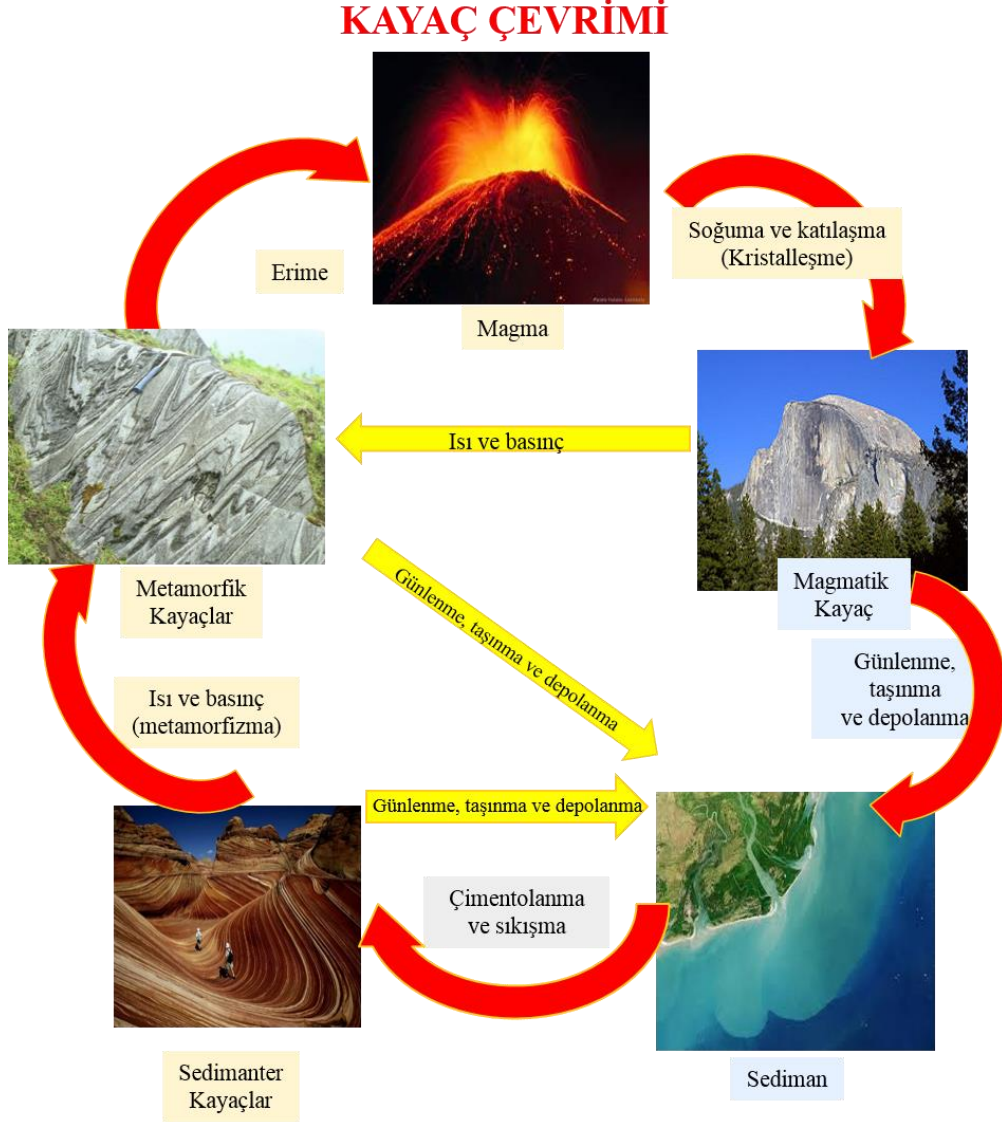 KAYAÇ ÇEVRİMİ
Soğuma ve katılaşma
(Kristalleşme)
Erime
Magma
Isı ve basınç
Metamorfik
Kayaçlar
Magmatik
Kayaç
Günlenme, taşınma ve depolanma
Günlenme,
taşınma
ve depolanma
Isı ve basınç
(metamorfizma)
Günlenme, taşınma ve depolanma
Çimentolanma
ve sıkışma
Sedimanter
Kayaçlar
Sediman